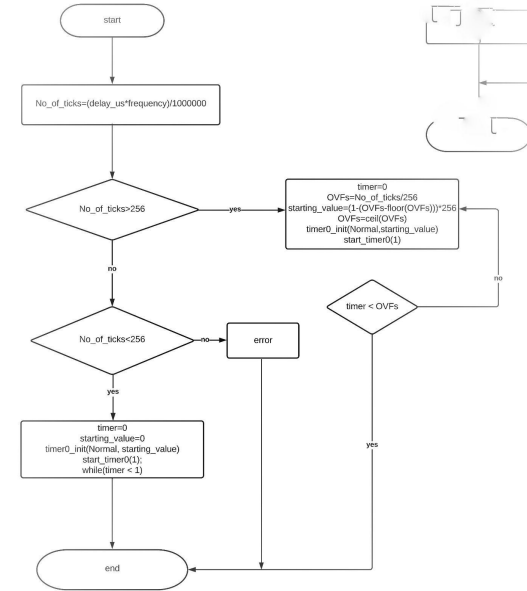 start
No_of_ticks=(delay_us*frequency)/1000000
No_of_ticks>256
yes
timer=0
OVFs=No_of_ticks/256
starting_value=(1-(OVFs-floor(OVFs)))*256
OVFs=ceil(OVFs)
timer0_init(Normal,starting_value)
start_timer0(1)
no
no
timer < OVFs
No_of_ticks<256
no
error
yes
timer=0
starting_value=0
timer0_init(Normal, starting_value)
start_timer0(1);
while(timer < 1)
yes
end